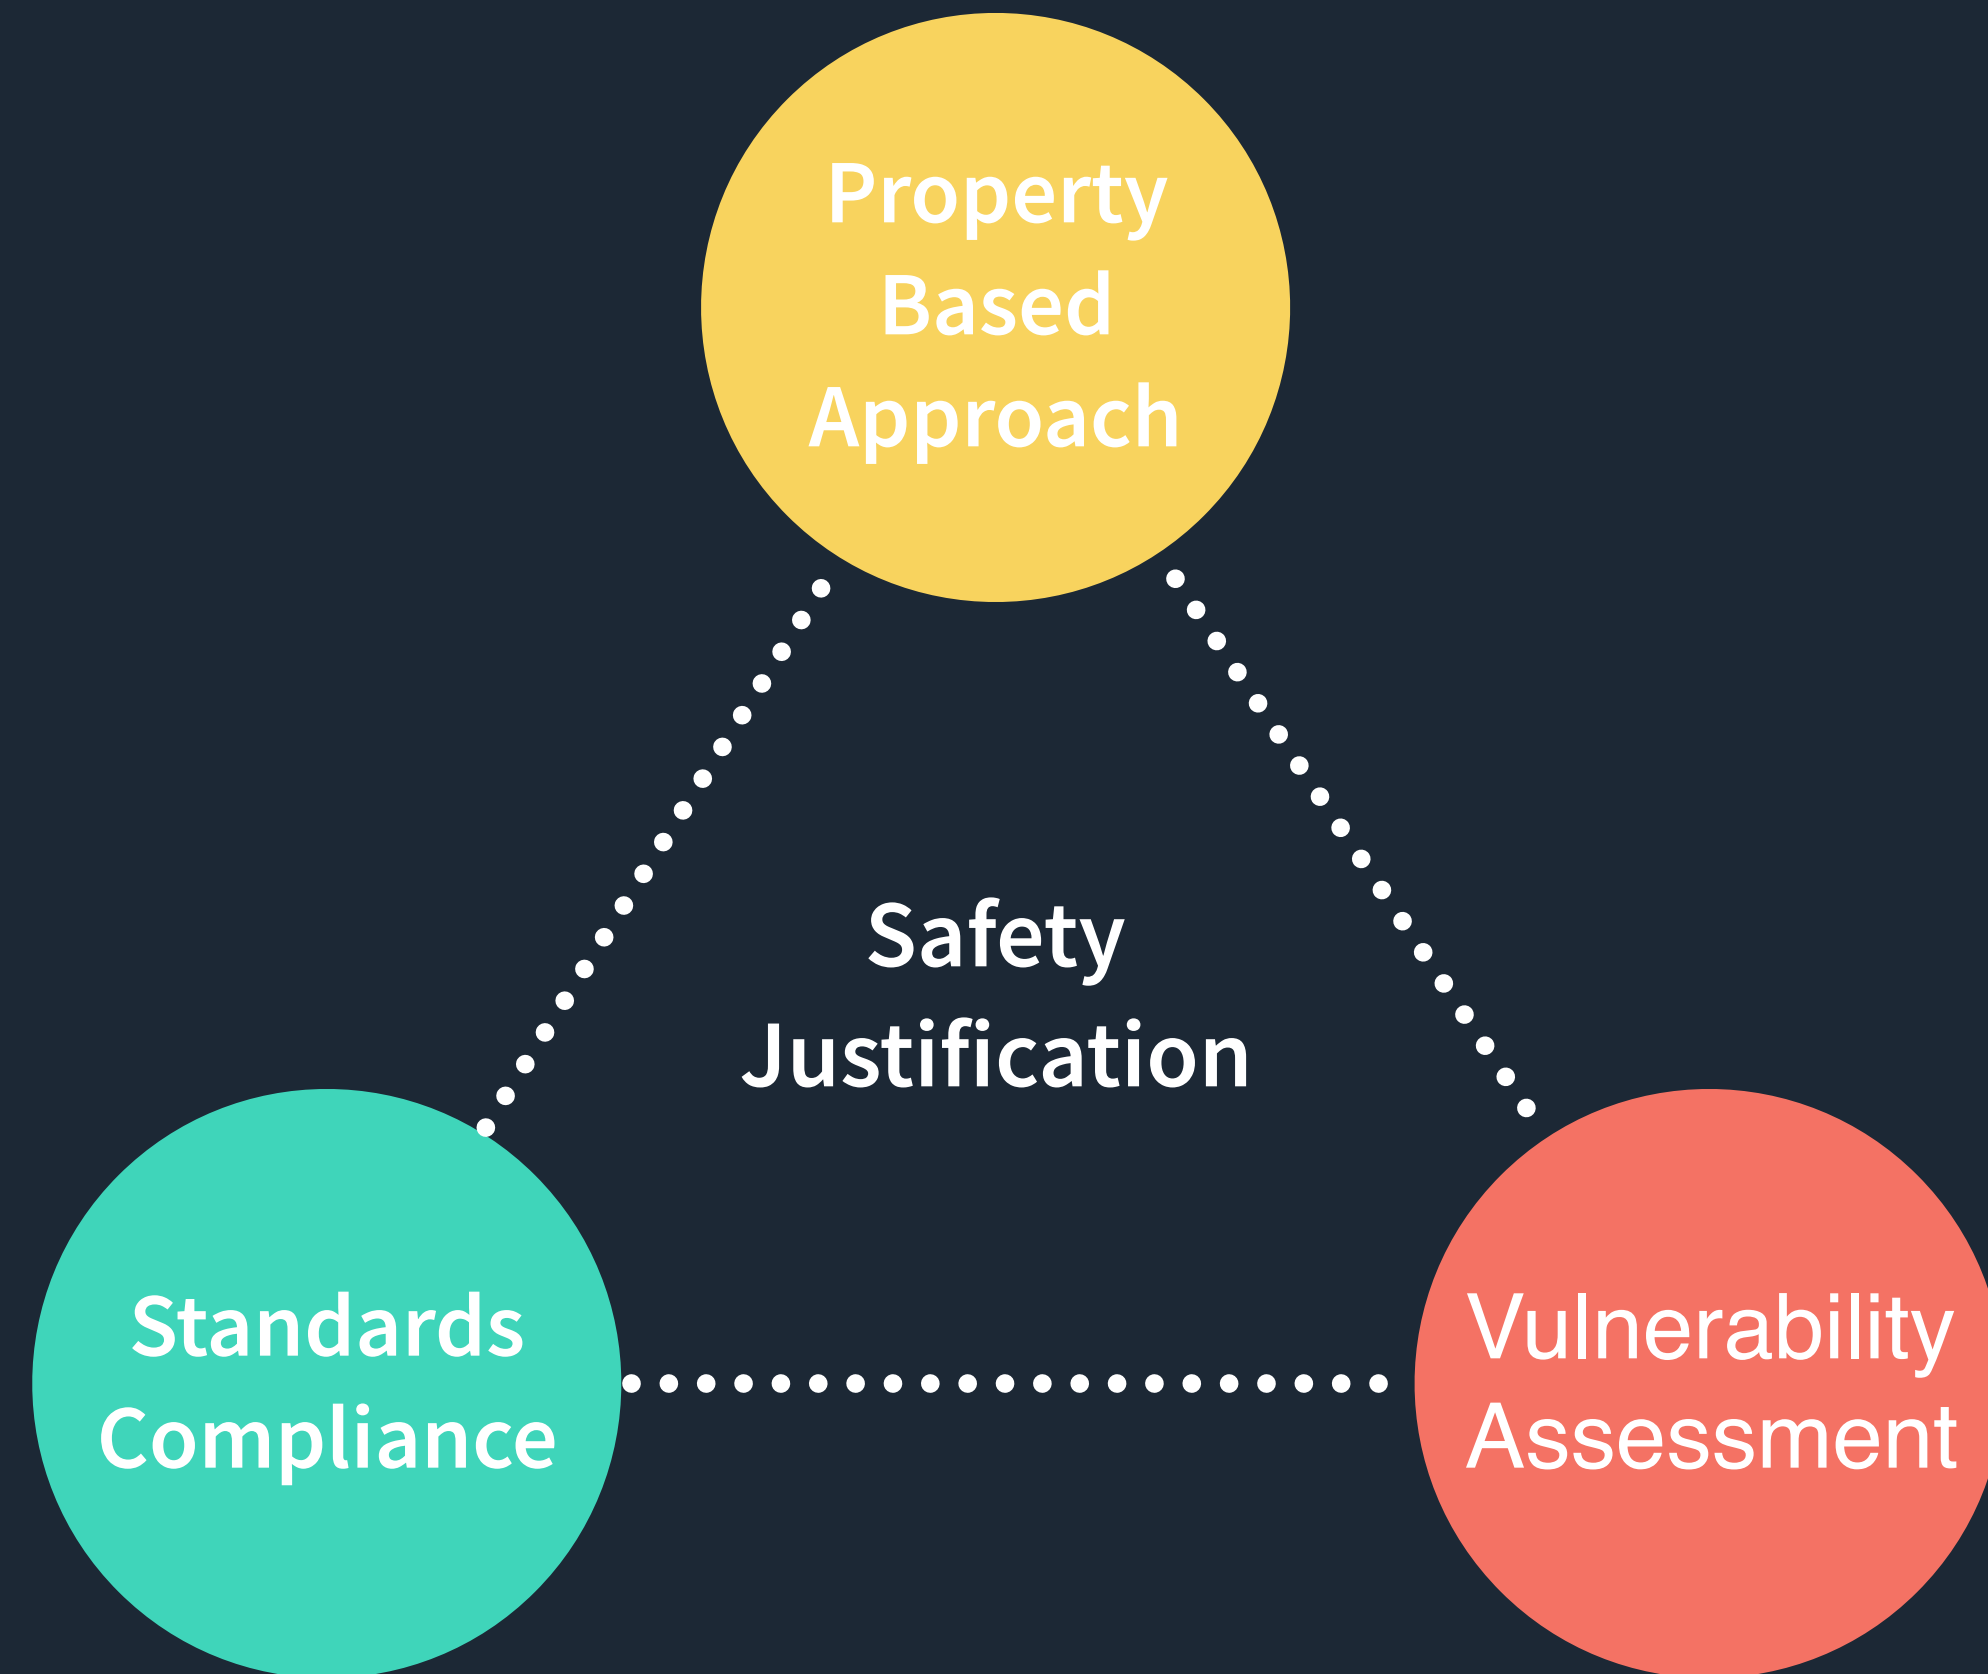 Property
Based
Approach
Safety
Justification
Standards
Compliance
Vulnerability
Assessment